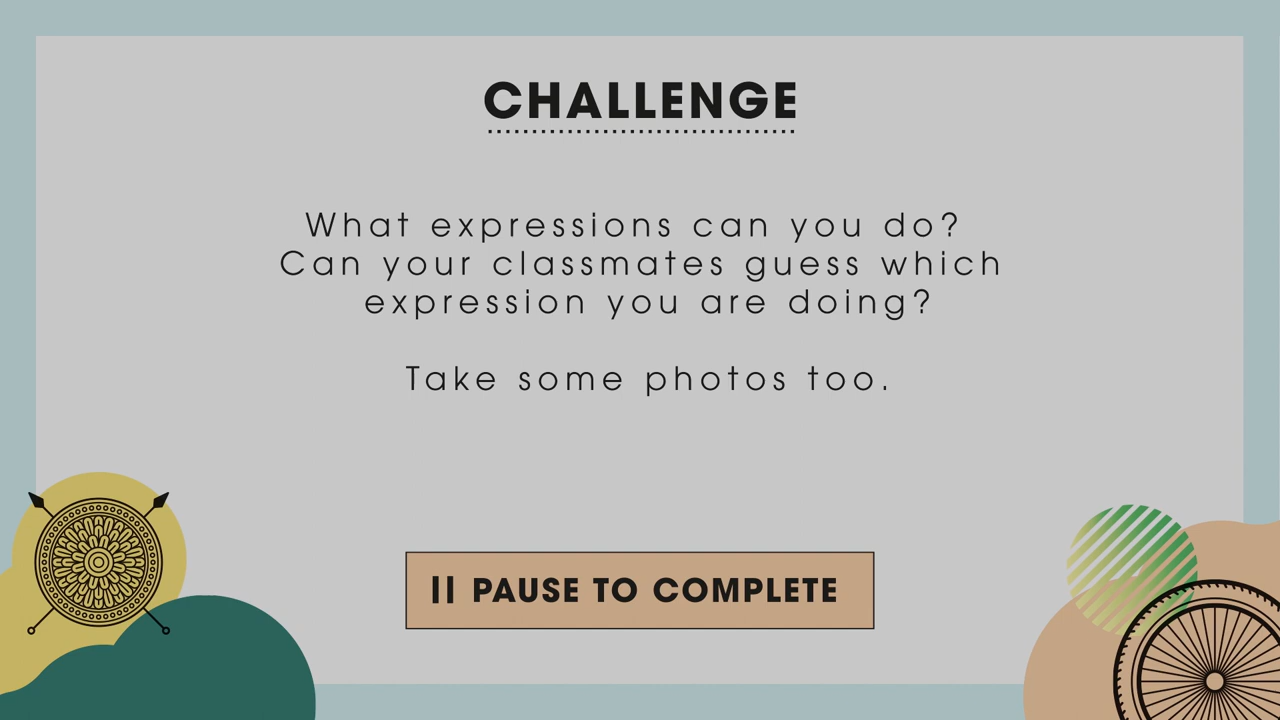 CHALLENGE
What expressions can you do?
Can your classmates guess which
expression you are doing?
Take some photos too.
PAUSE TO COMPLETE